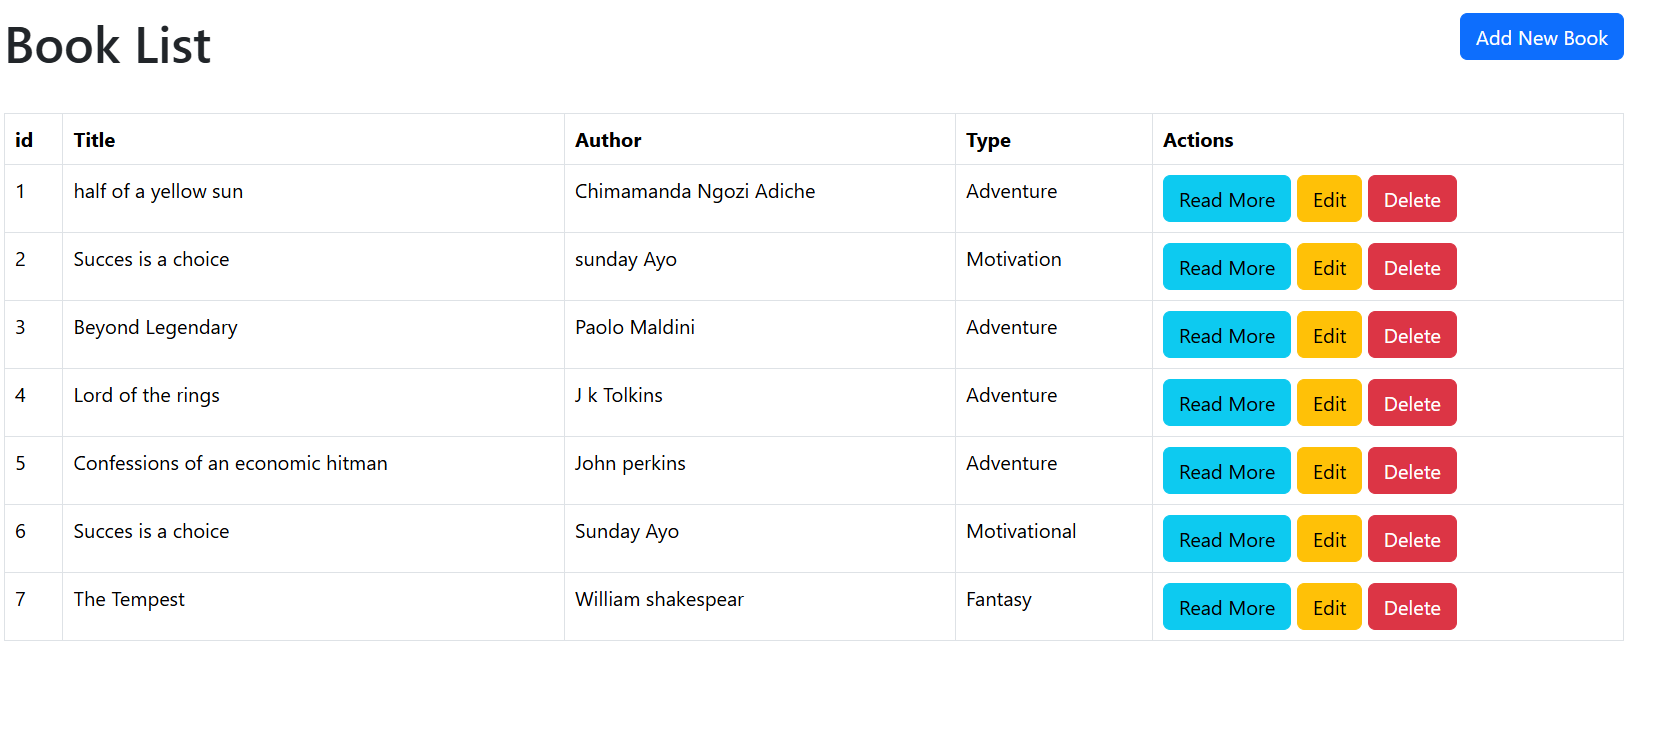 Book List
Add New Book
id Title Author Type Actions
1 half of a yellow sun Chimamanda Ngozi Adiche Adventure Read More Edit Delete
2 Succes is a choice sunday Ayo Motivation Read More Edit Delete
3 Beyond Legendary Paolo Maldini Adventure Read More Edit Delete
4 Lord of the rings J k Tolkins Adventure Read More Edit Delete
5 Confessions of an economic hitman John perkins Adventure Read More Edit Delete
6 Succes is a choice Sunday Ayo Motivational Read More Edit Delete
7 The Tempest William shakespear Fantasy Read More Edit Delete